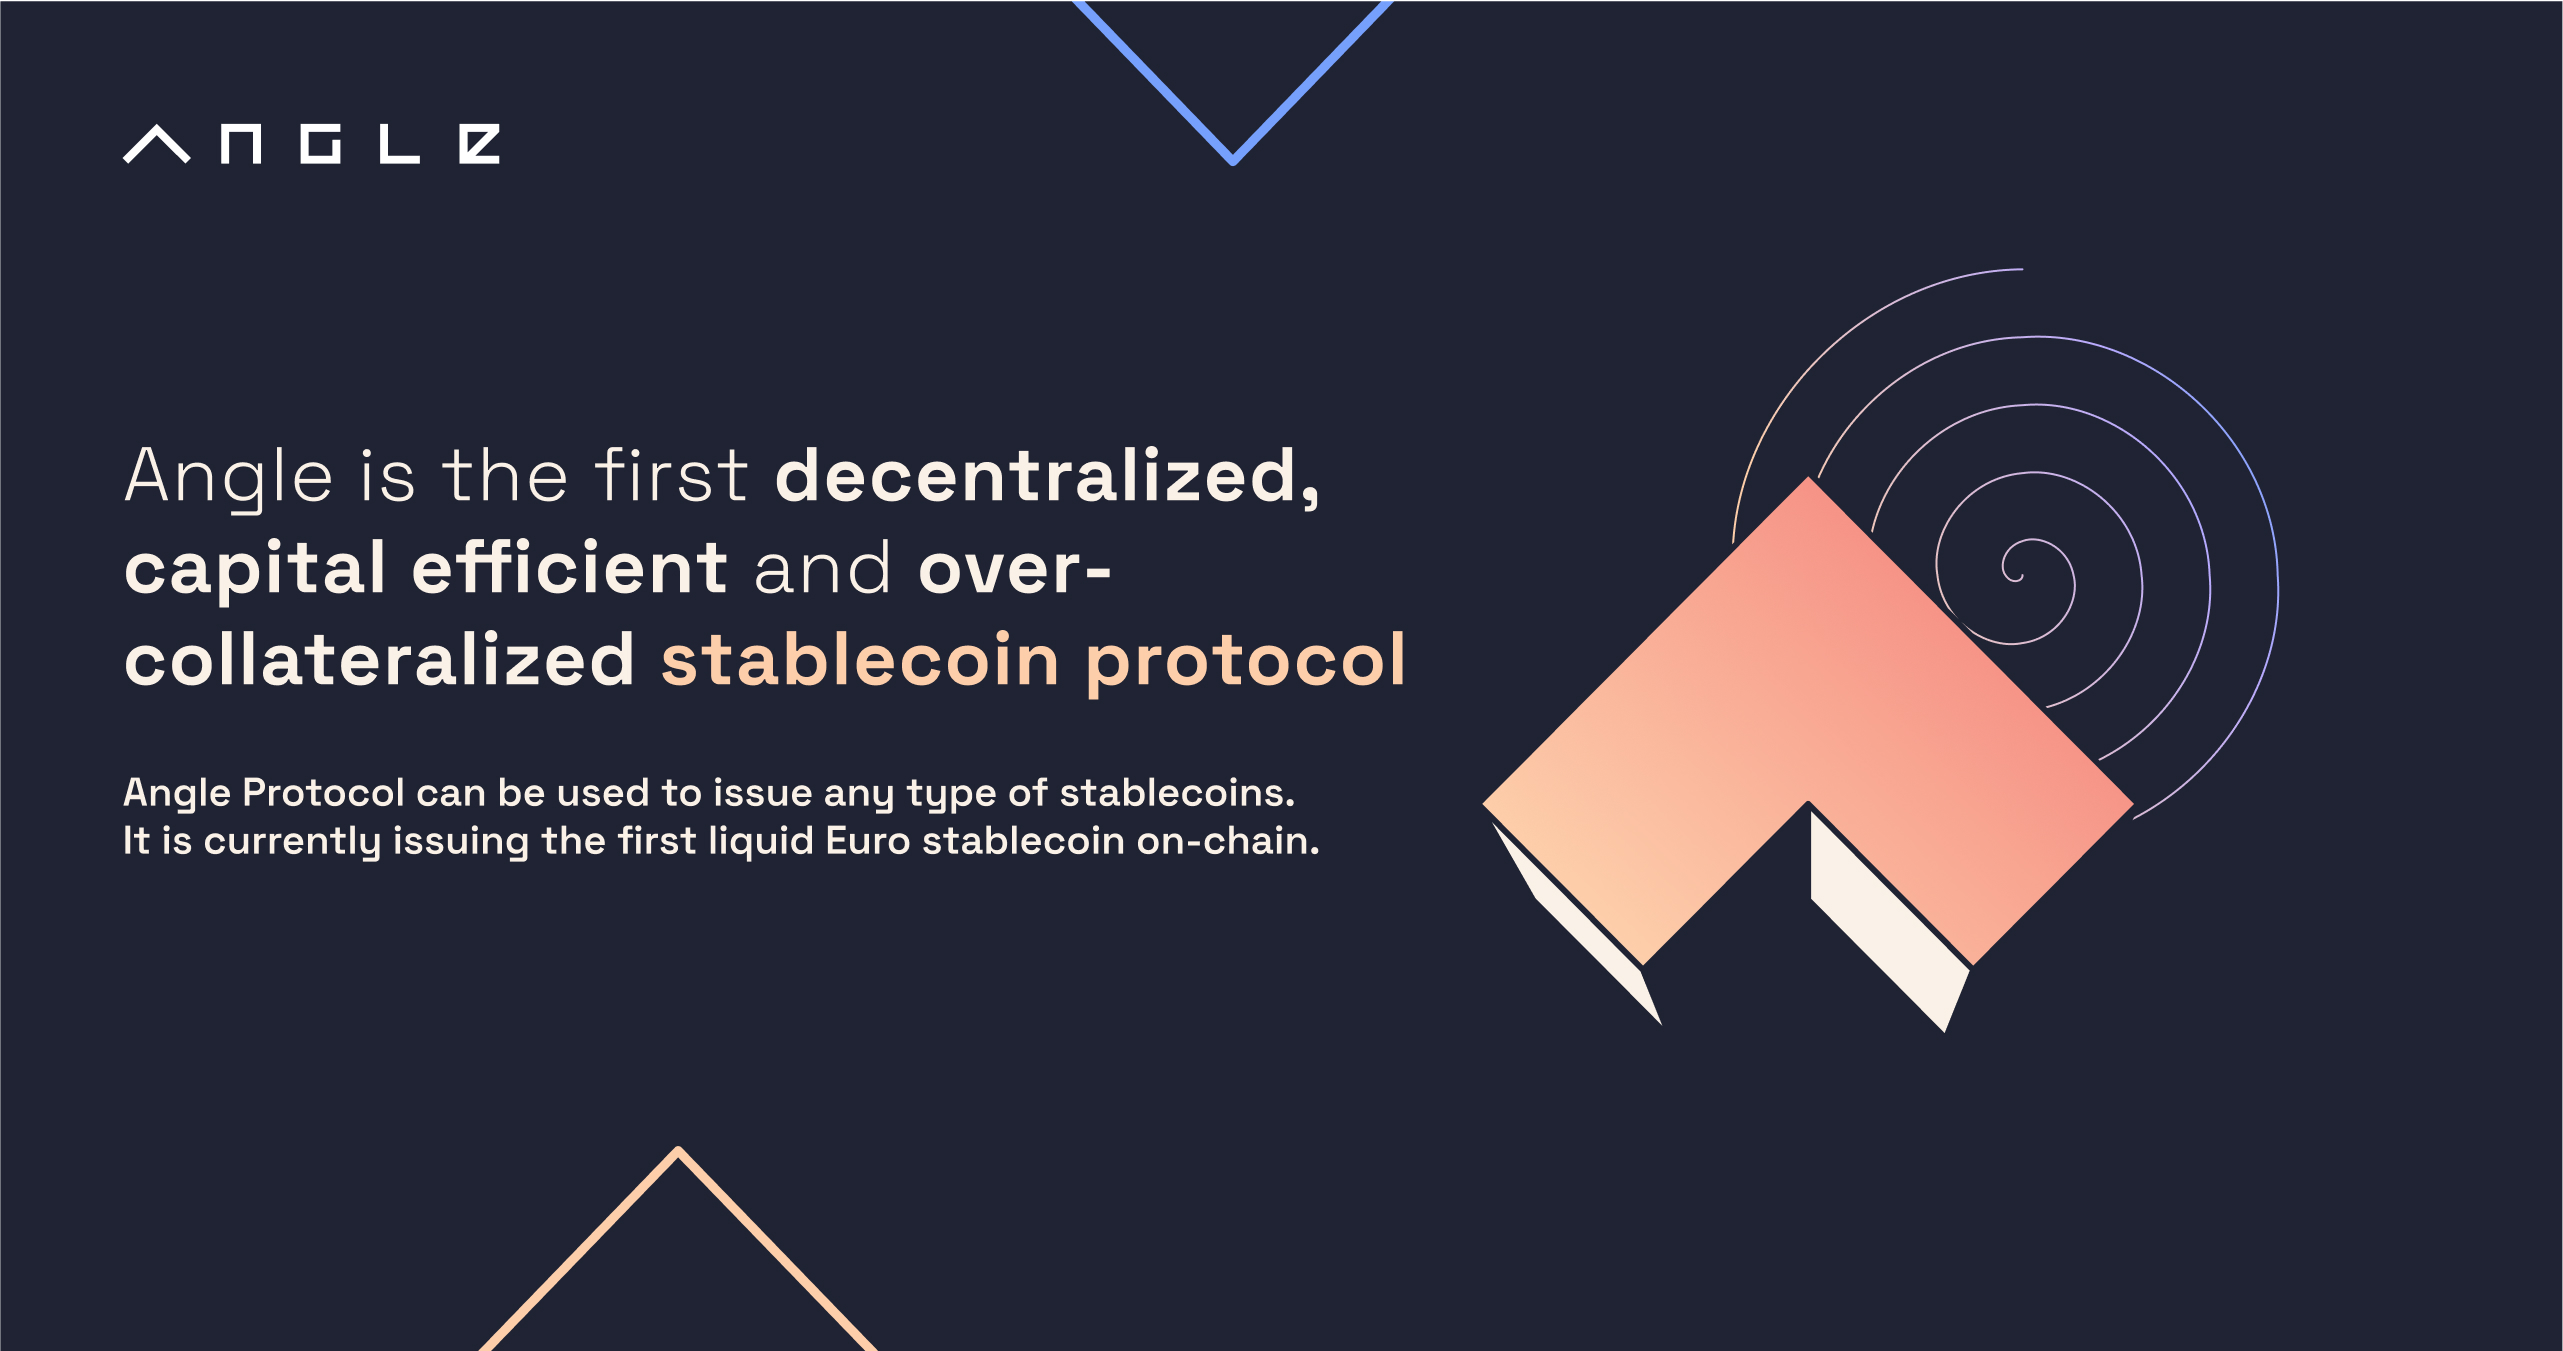 ANGLE
Angle is the first decentralized,
capital efficient and over-
collateralized stablecoin protocol
Angle Protocol can be used to issue any type of stablecoins.
It is currently issuing the first liquid Euro stablecoin on-chain.